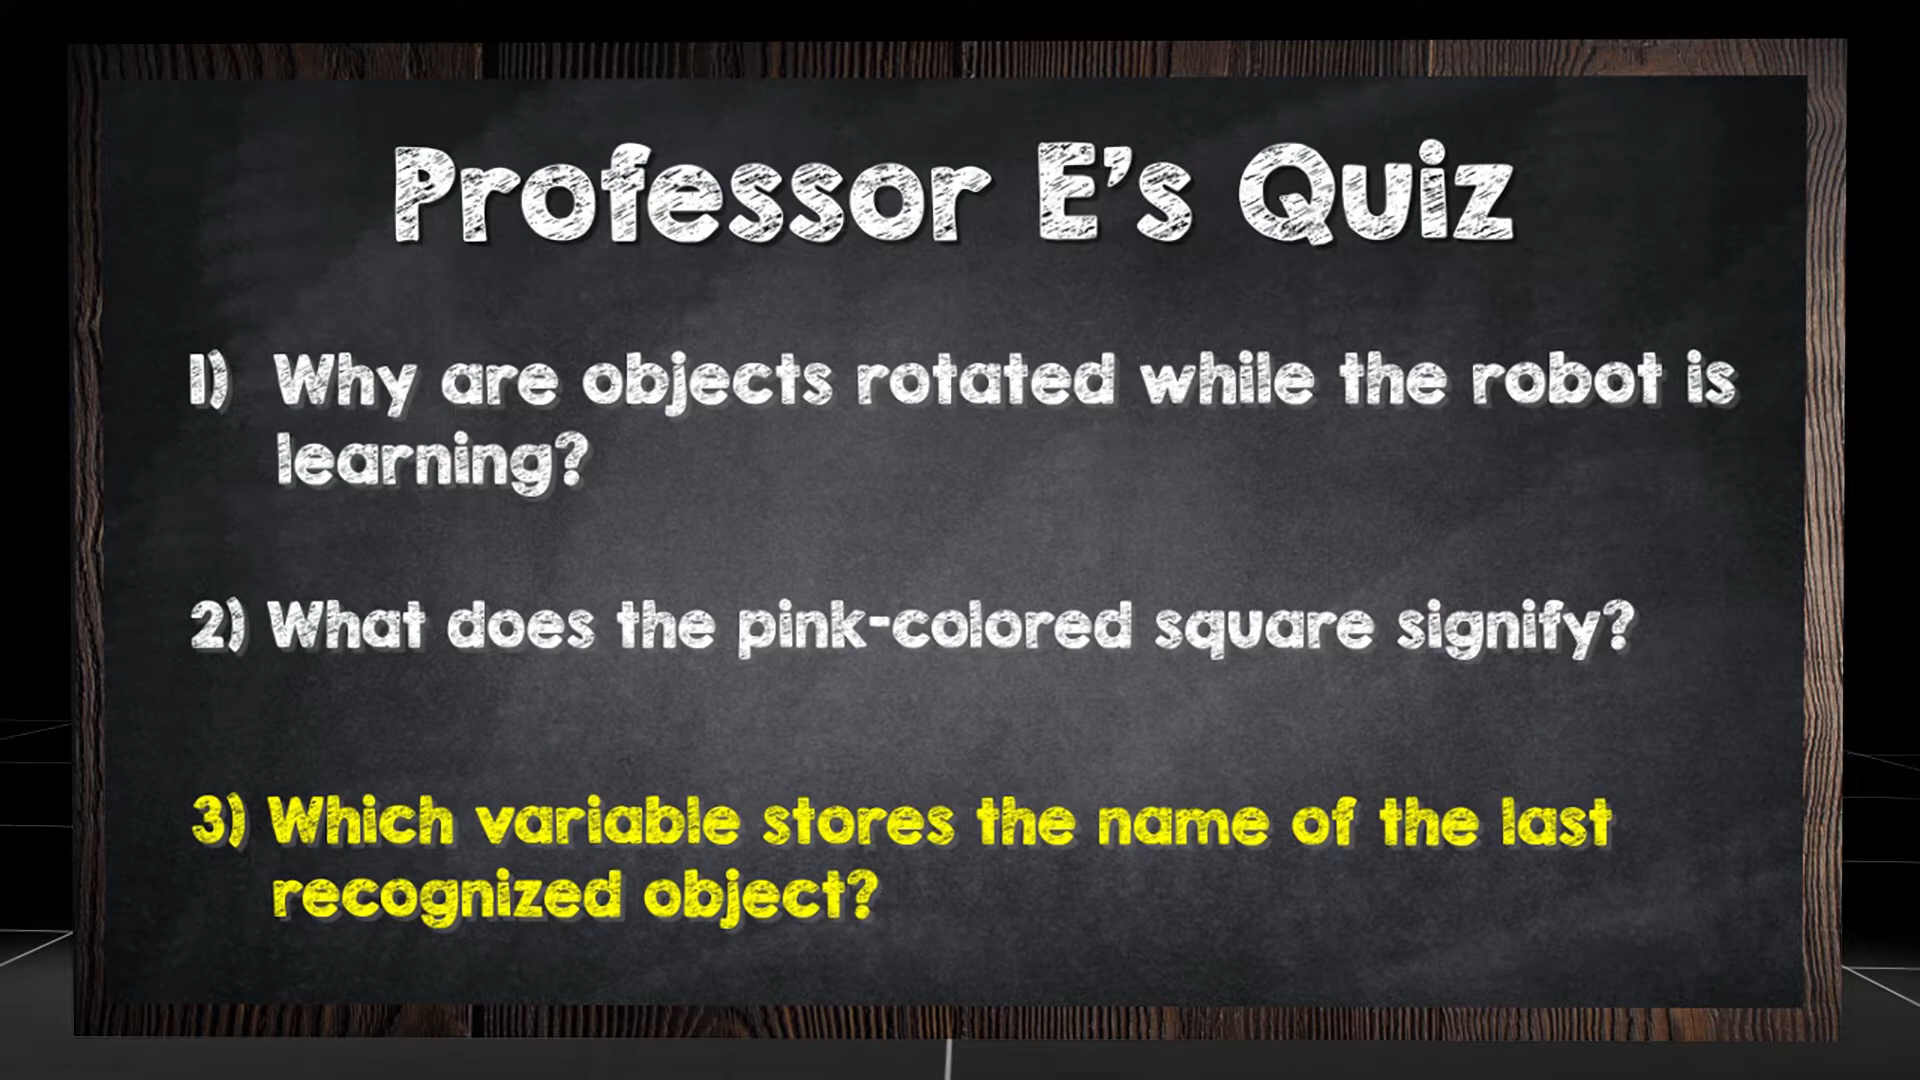 Professor E's Quiz
1) Why are objects rotated while the robot is
learning?
2) What does the pink-colored square signify?
3) Which variable stores the name of the last
recognized object?